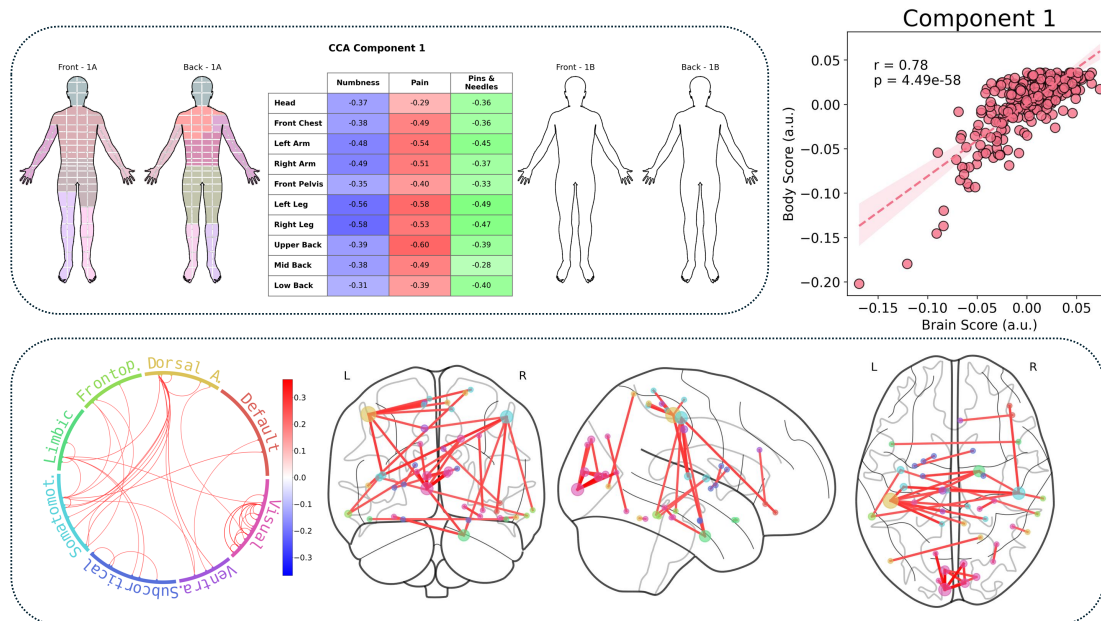 CCA Component 1
Front - 1A
Back - 1A
Numbness Pain Pins & Needles
Head -0.37 -0.29 -0.36
Front Chest -0.38 -0.49 -0.36
Left Arm -0.48 -0.54 -0.45
Right Arm -0.49 -0.51 -0.37
Front Pelvis -0.35 -0.40 -0.33
Left Leg -0.56 -0.58 -0.49
Right Leg -0.58 -0.53 -0.47
Upper Back -0.39 -0.60 -0.39
Mid Back -0.38 -0.49 -0.28
Low Back -0.31 -0.39 -0.40
Front - 1B
Back - 1B
Component 1
r = 0.78
p = 4.49e-58
Body Score (a.u.)
0.05
0.00
−0.05
−0.10
−0.15
−0.20
−0.15 −0.10 −0.05 0.00 0.05
Brain Score (a.u.)
Default
Dorsal A.
Frontop.
Limbic
Somatomot.
Subcortical
Ventra.
Visual
0.3
0.2
0.1
0.0
−0.1
−0.2
−0.3
L R
L R